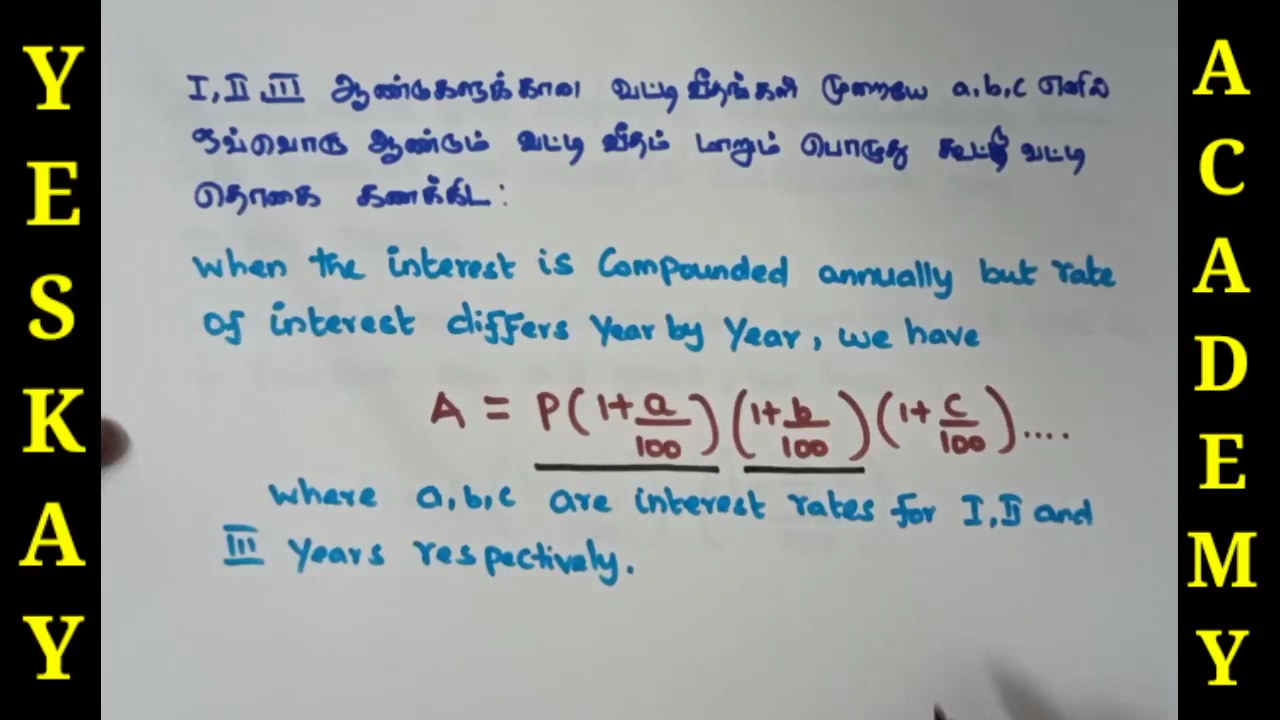 YESKAY
I, II, III ஆண்டுகளுக்கான வட்டி வீதங்கள் முறையே a, b, c எனில்
ஒவ்வொரு ஆண்டும் வட்டி வீதம் மாறும் பொழுது கூட்டு வட்டி
தொகை கணக்கிட :
When the interest is Compounded annually but rate
of interest differs Year by Year, we have
A = P(1+a/100)(1+b/100)(1+c/100)....
where a, b, c are interest rates for I, II and
III Years respectively.
ACADEMY